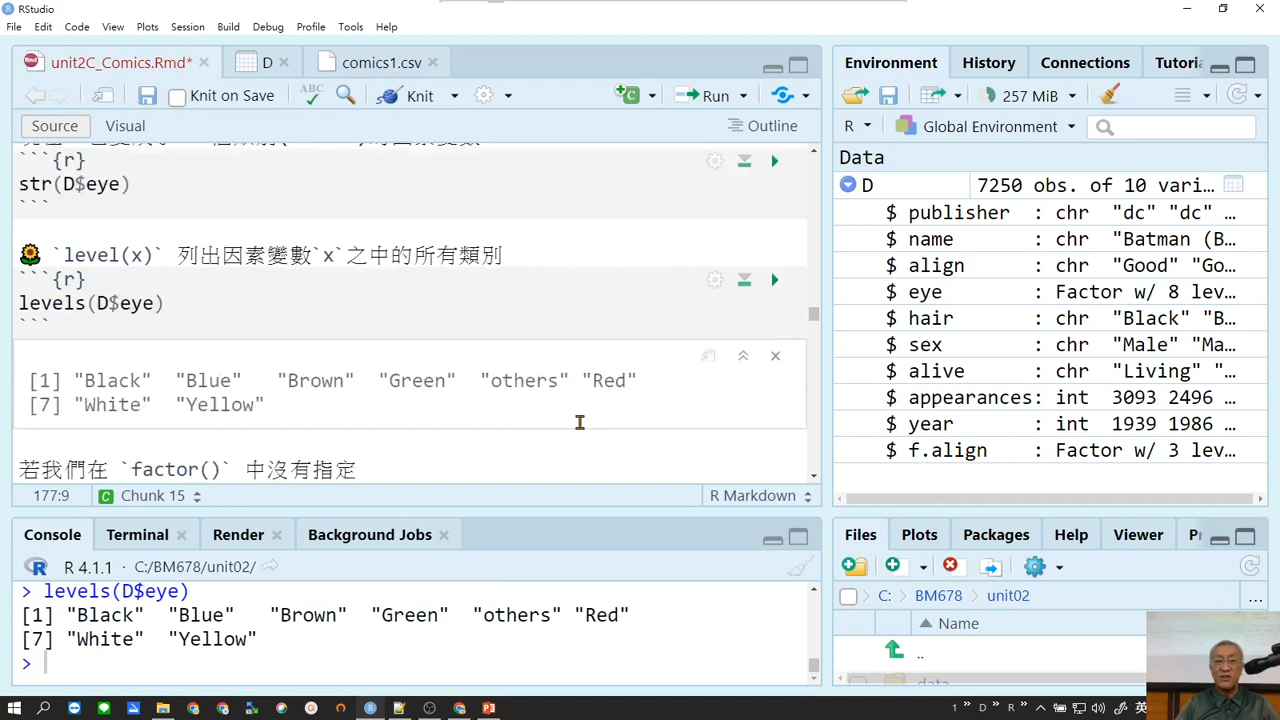 RStudio
File Edit Code View Plots Session Build Debug Profile Tools Help
unit2C_Comics.Rmd* D comics1.csv
Knit on Save ABC Knit Run
Source Visual Outline
```{r}
str(D$eye)
```
`level(x)` 列出因素變數`x`之中的所有類別
```{r}
levels(D$eye)
```
[1] "Black" "Blue" "Brown" "Green" "others" "Red"
[7] "White" "Yellow"
若我們在 `factor()` 中沒有指定
177:9 Chunk 15 R Markdown
Console Terminal Render Background Jobs
R 4.1.1 · C:/BM678/unit02/
> levels(D$eye)
[1] "Black" "Blue" "Brown" "Green" "others" "Red"
[7] "White" "Yellow"
>
Environment History Connections Tutoria
257 MiB
R Global Environment
Data
D 7250 obs. of 10 vari…
$ publisher : chr "dc" "dc" …
$ name : chr "Batman (B…
$ align : chr "Good" "Go…
$ eye : Factor w/ 8 lev…
$ hair : chr "Black" "B…
$ sex : chr "Male" "Ma…
$ alive : chr "Living" "…
$ appearances: int 3093 2496 …
$ year : int 1939 1986 …
$ f.align : Factor w/ 3 lev…
Files Plots Packages Help Viewer
C: BM678 unit02 ...
Name
..
data
1 D R 英